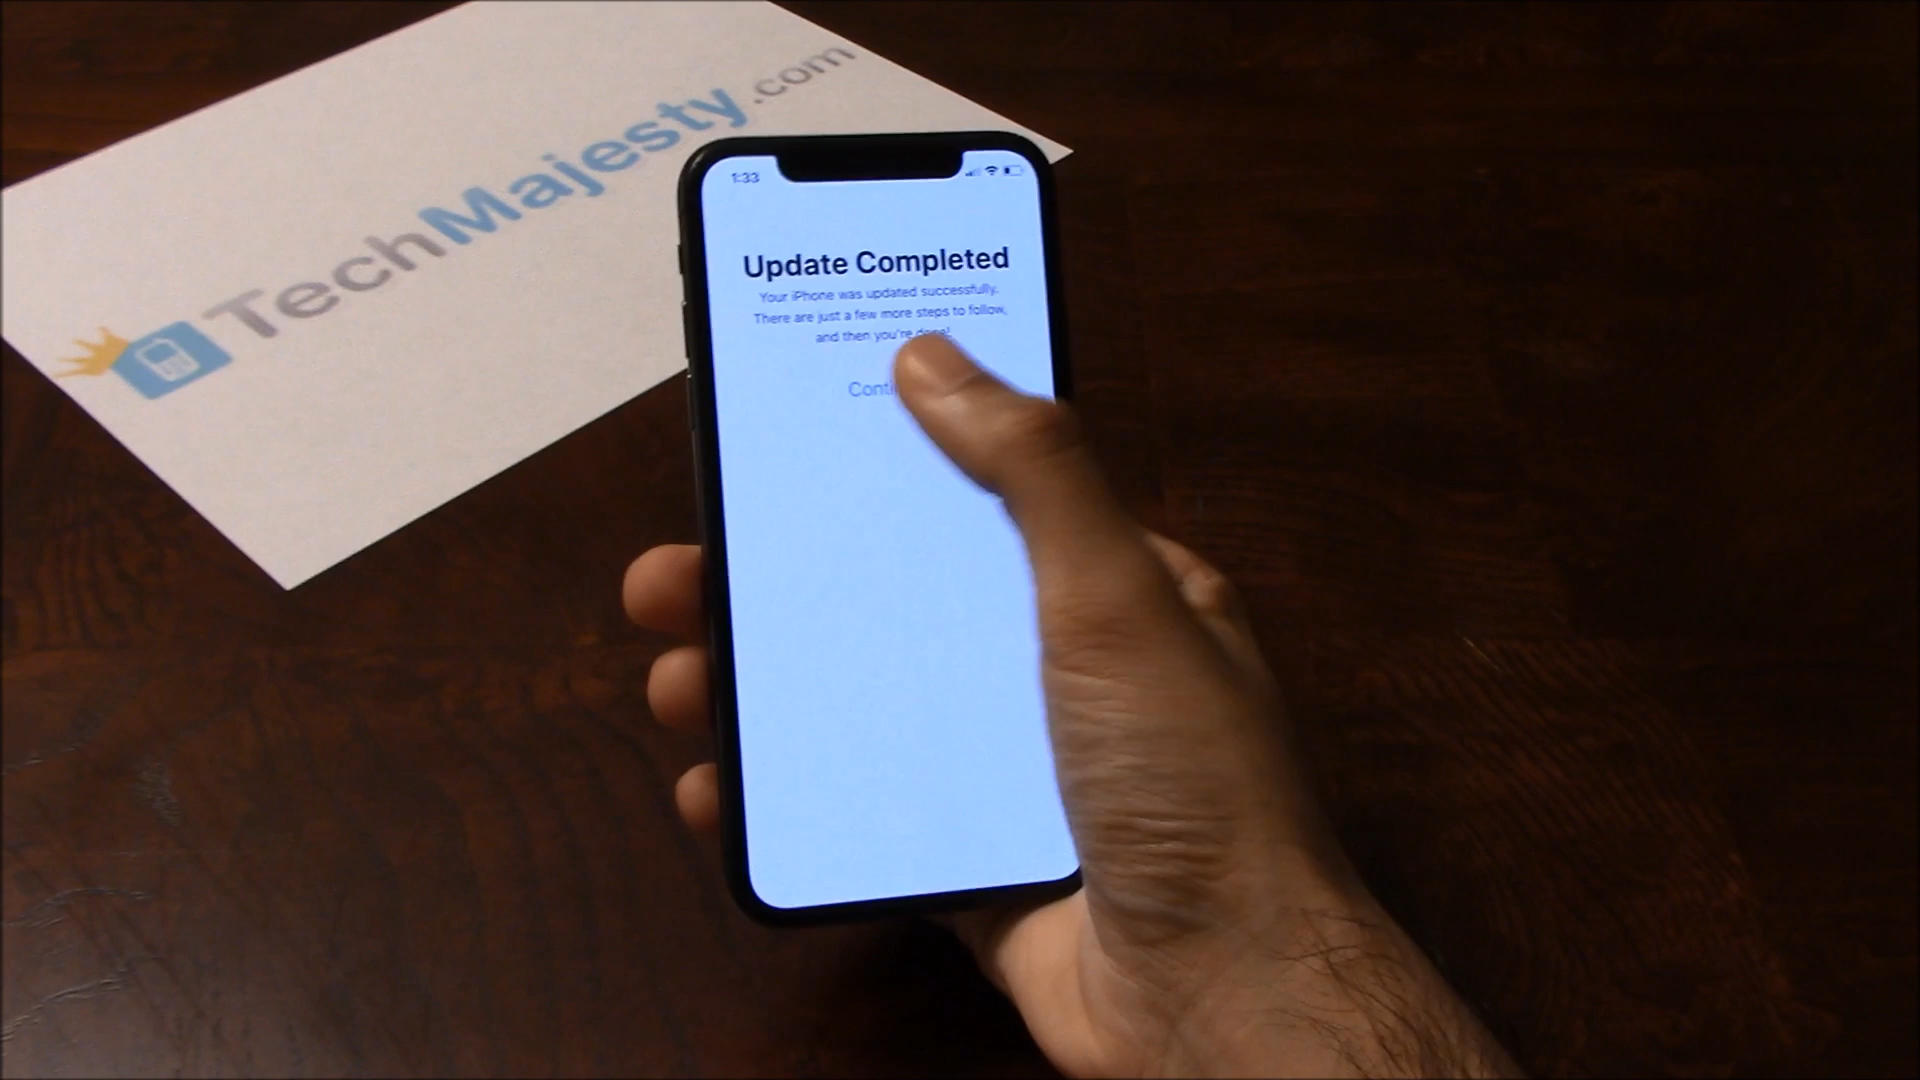 TechMajesty.com
1:33
Update Completed
Your iPhone was updated successfully.
There are just a few more steps to follow,
and then you're done!